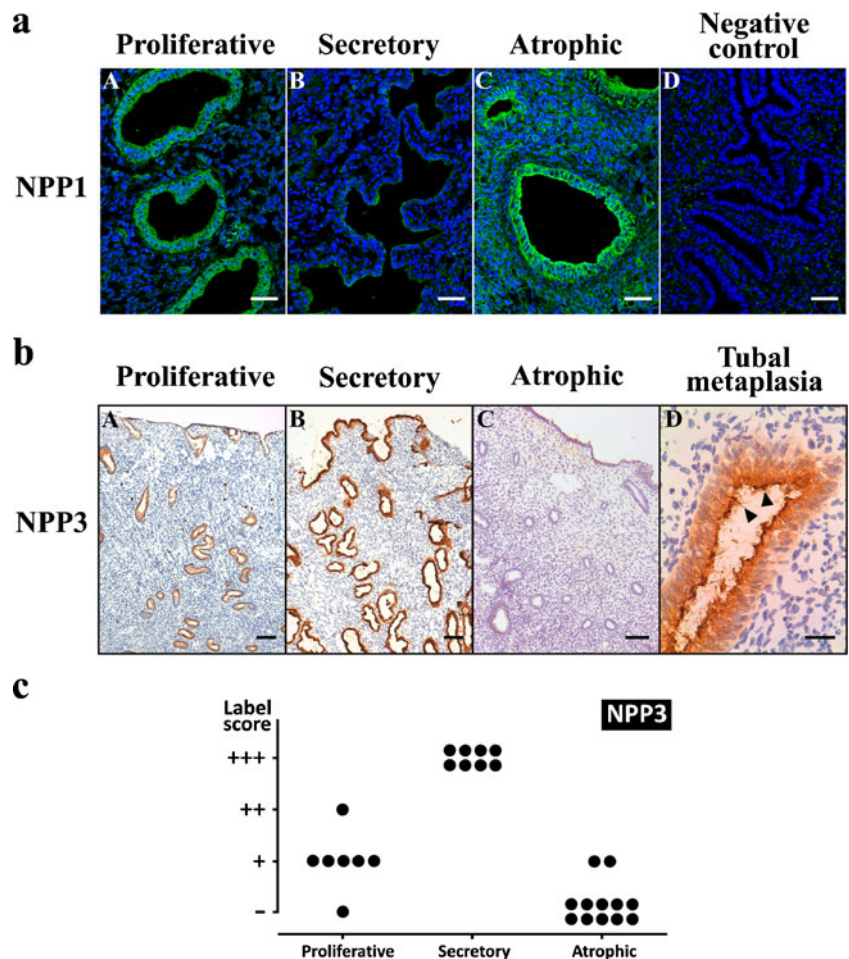 a
Proliferative Secretory Atrophic Negative control
A B C D
NPP1
b
Proliferative Secretory Atrophic Tubal metaplasia
A B C D
NPP3
c
Label score
NPP3
+++
++
+
–
Proliferative Secretory Atrophic